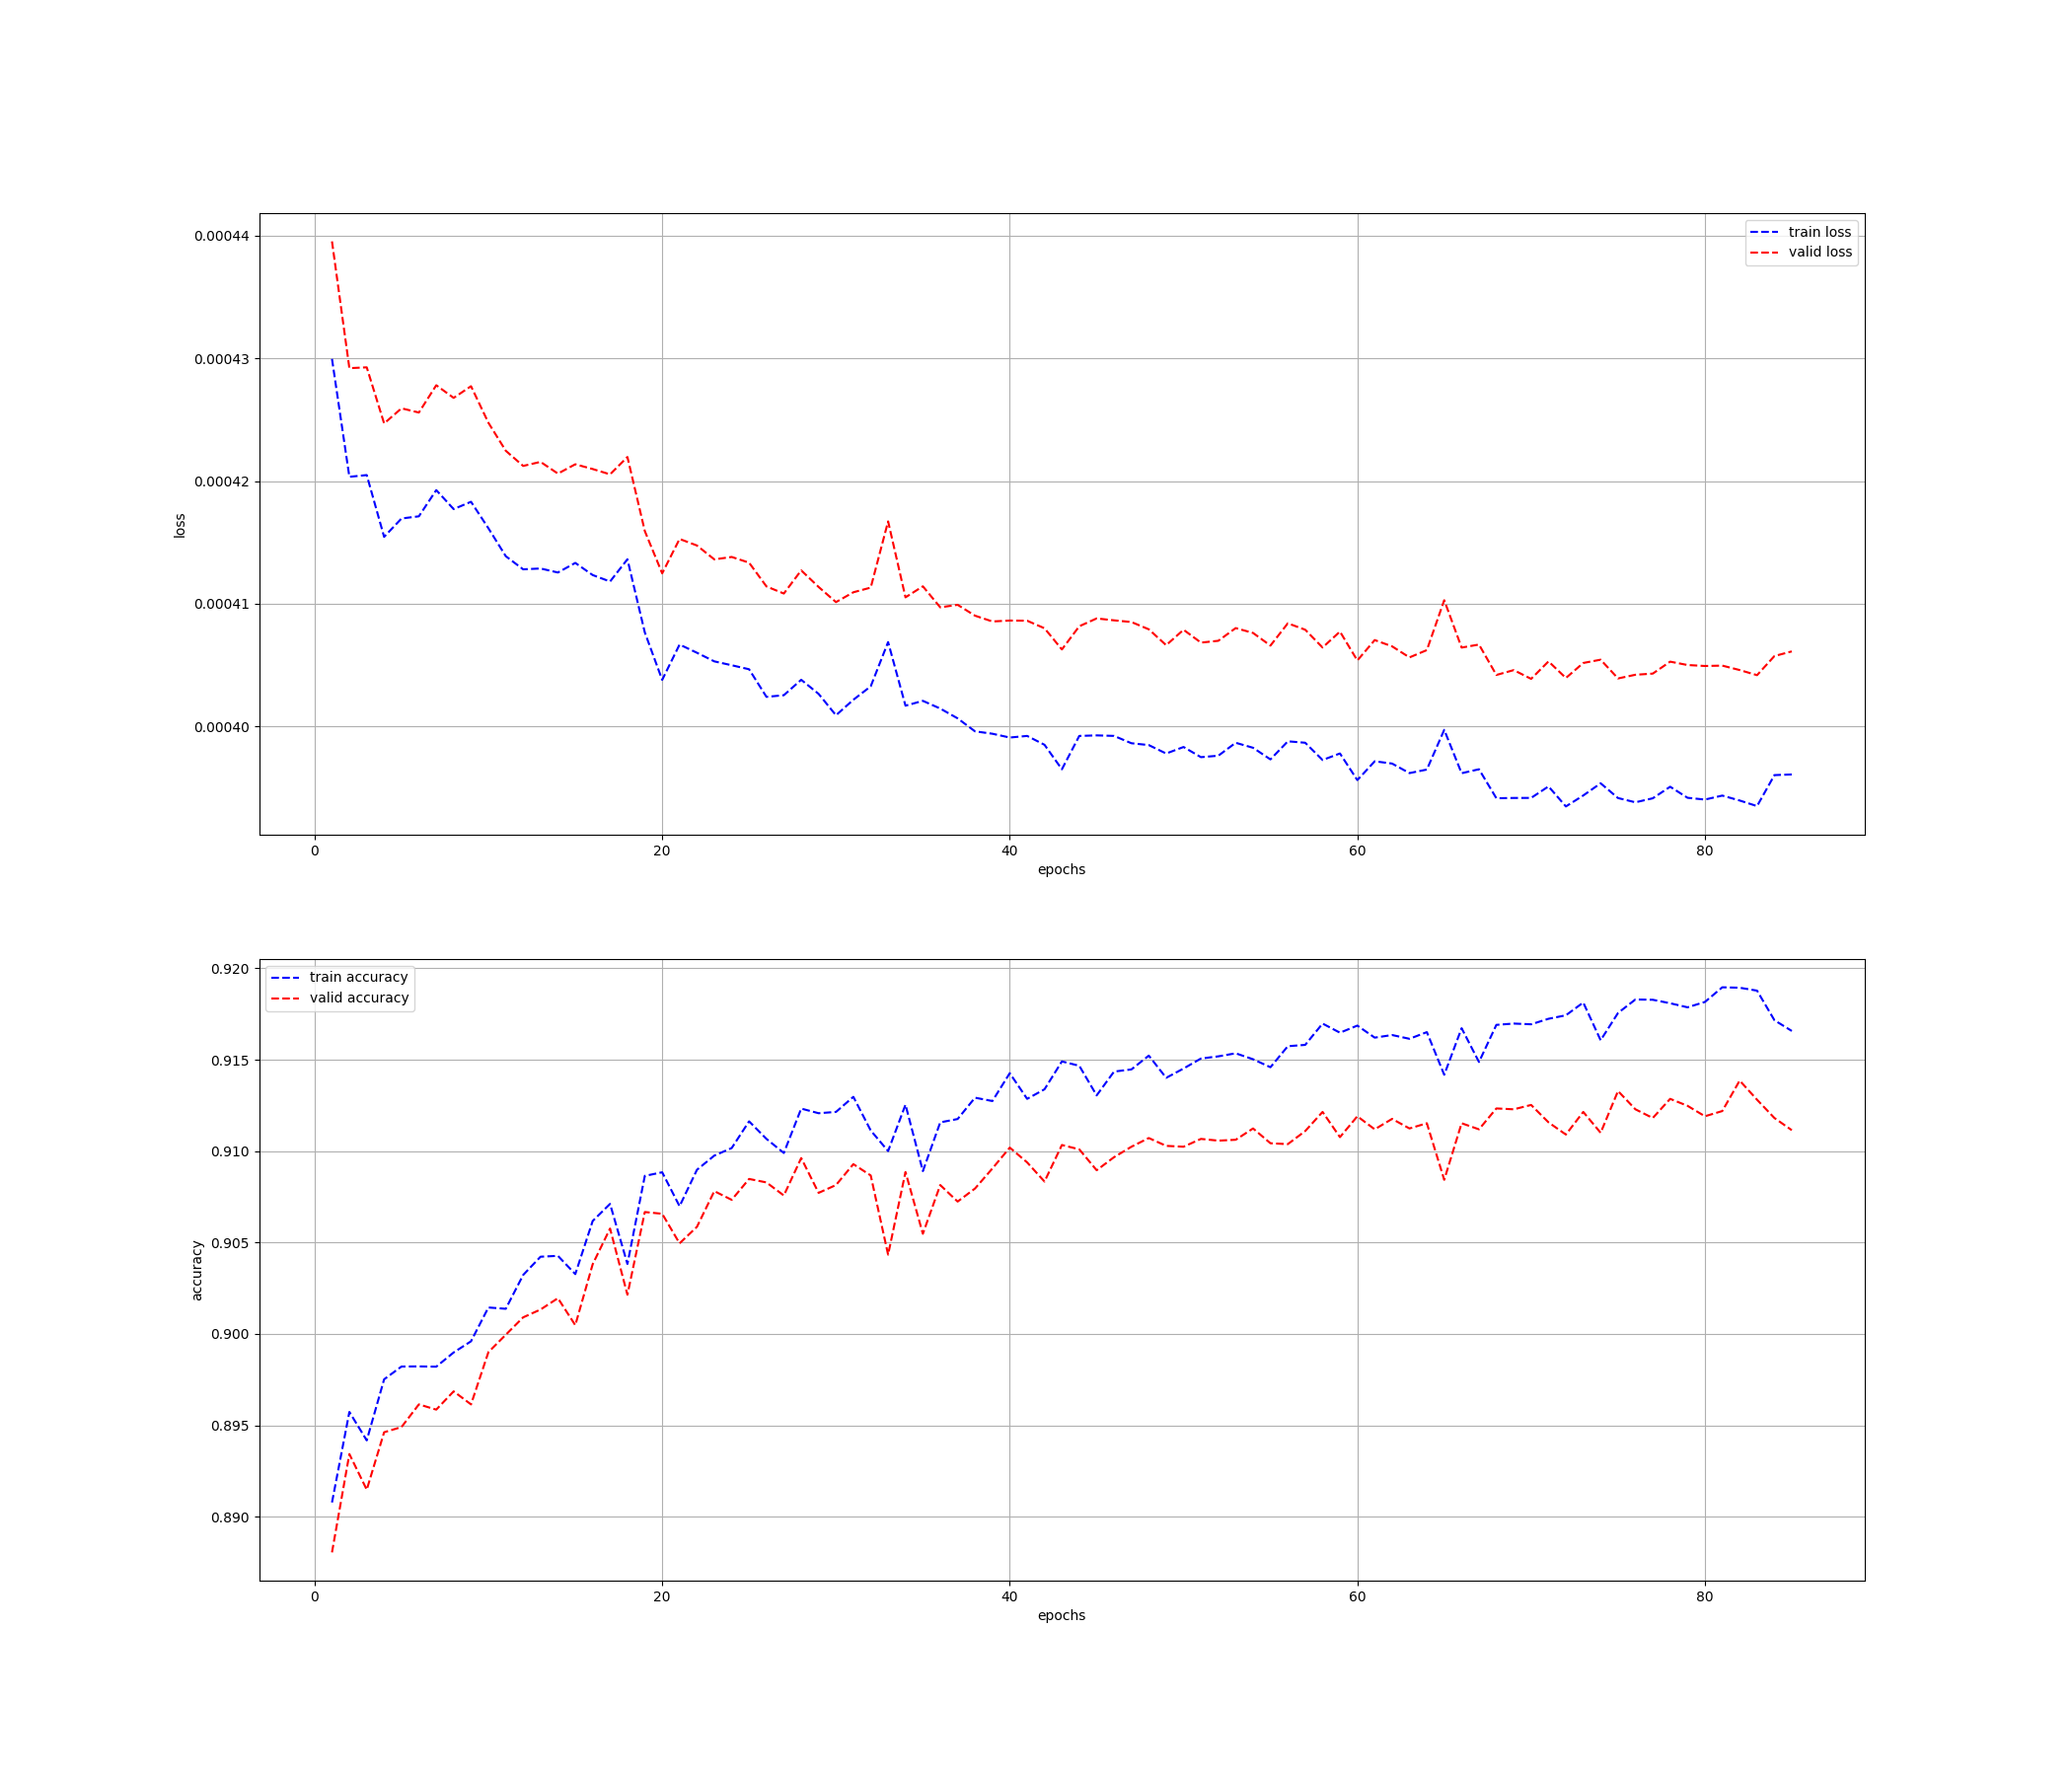 0.00044
train loss
valid loss
0.00043
0.00042
loss
0.00041
0.00040
0 20 40 60 80
epochs
0.920
train accuracy
valid accuracy
0.915
0.910
0.905
accuracy
0.900
0.895
0.890
0 20 40 60 80
epochs